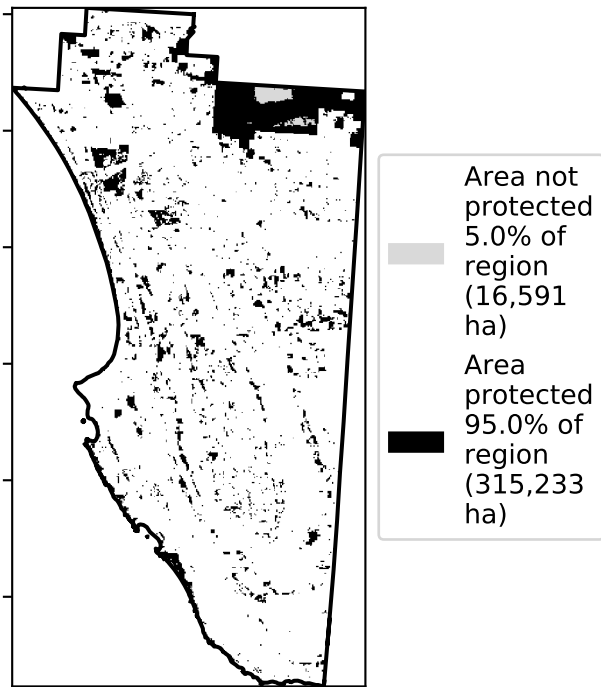 Area not
protected
5.0% of
region
(16,591
ha)
Area
protected
95.0% of
region
(315,233
ha)